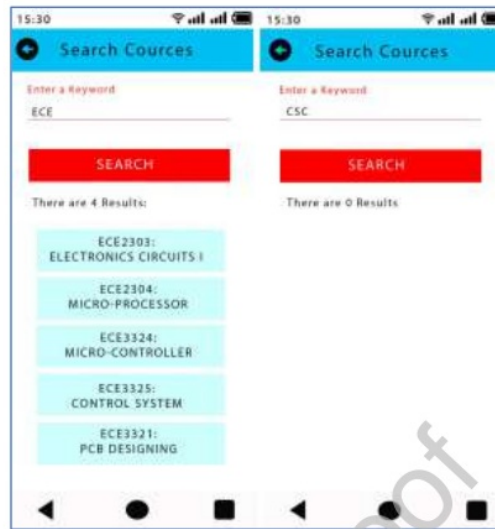 15:30
Search Cources
Enter a Keyword
ECE
SEARCH
There are 4 Results:
ECE2303:
ELECTRONICS CIRCUITS I
ECE2304:
MICRO-PROCESSOR
ECE3324:
MICRO-CONTROLLER
ECE3325:
CONTROL SYSTEM
ECE3321:
PCB DESIGNING
15:30
Search Cources
Enter a Keyword
CSC
SEARCH
There are 0 Results